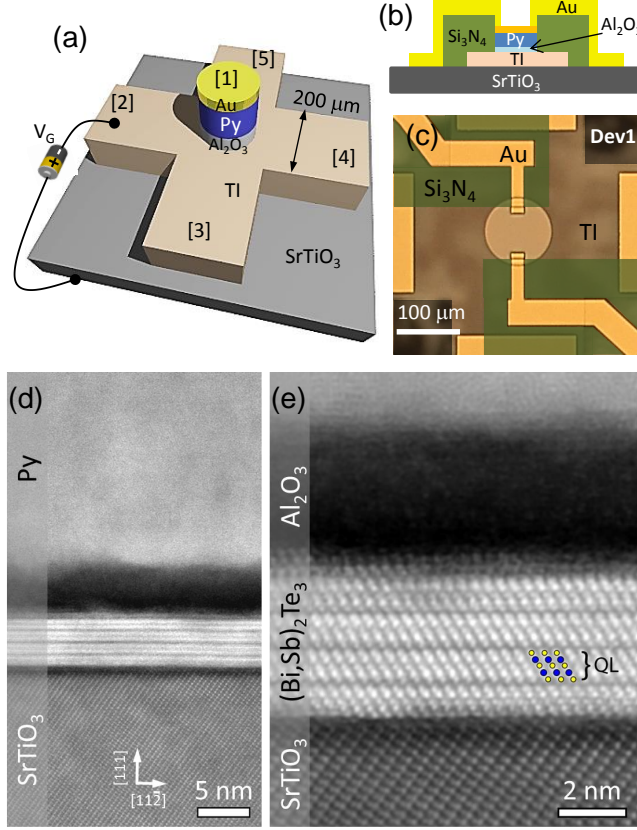 (a)
[1]
Au
Py
Al₂O₃
[2]
[5]
[4]
[3]
TI
200 μm
V_G
+
SrTiO₃
(b)
Au
Si₃N₄
Py
Al₂O₃
TI
SrTiO₃
(c)
Dev1
Au
Si₃N₄
TI
100 μm
(d)
Py
SrTiO₃
[111]
[112̄]
5 nm
(e)
Al₂O₃
(Bi,Sb)₂Te₃
QL
SrTiO₃
2 nm